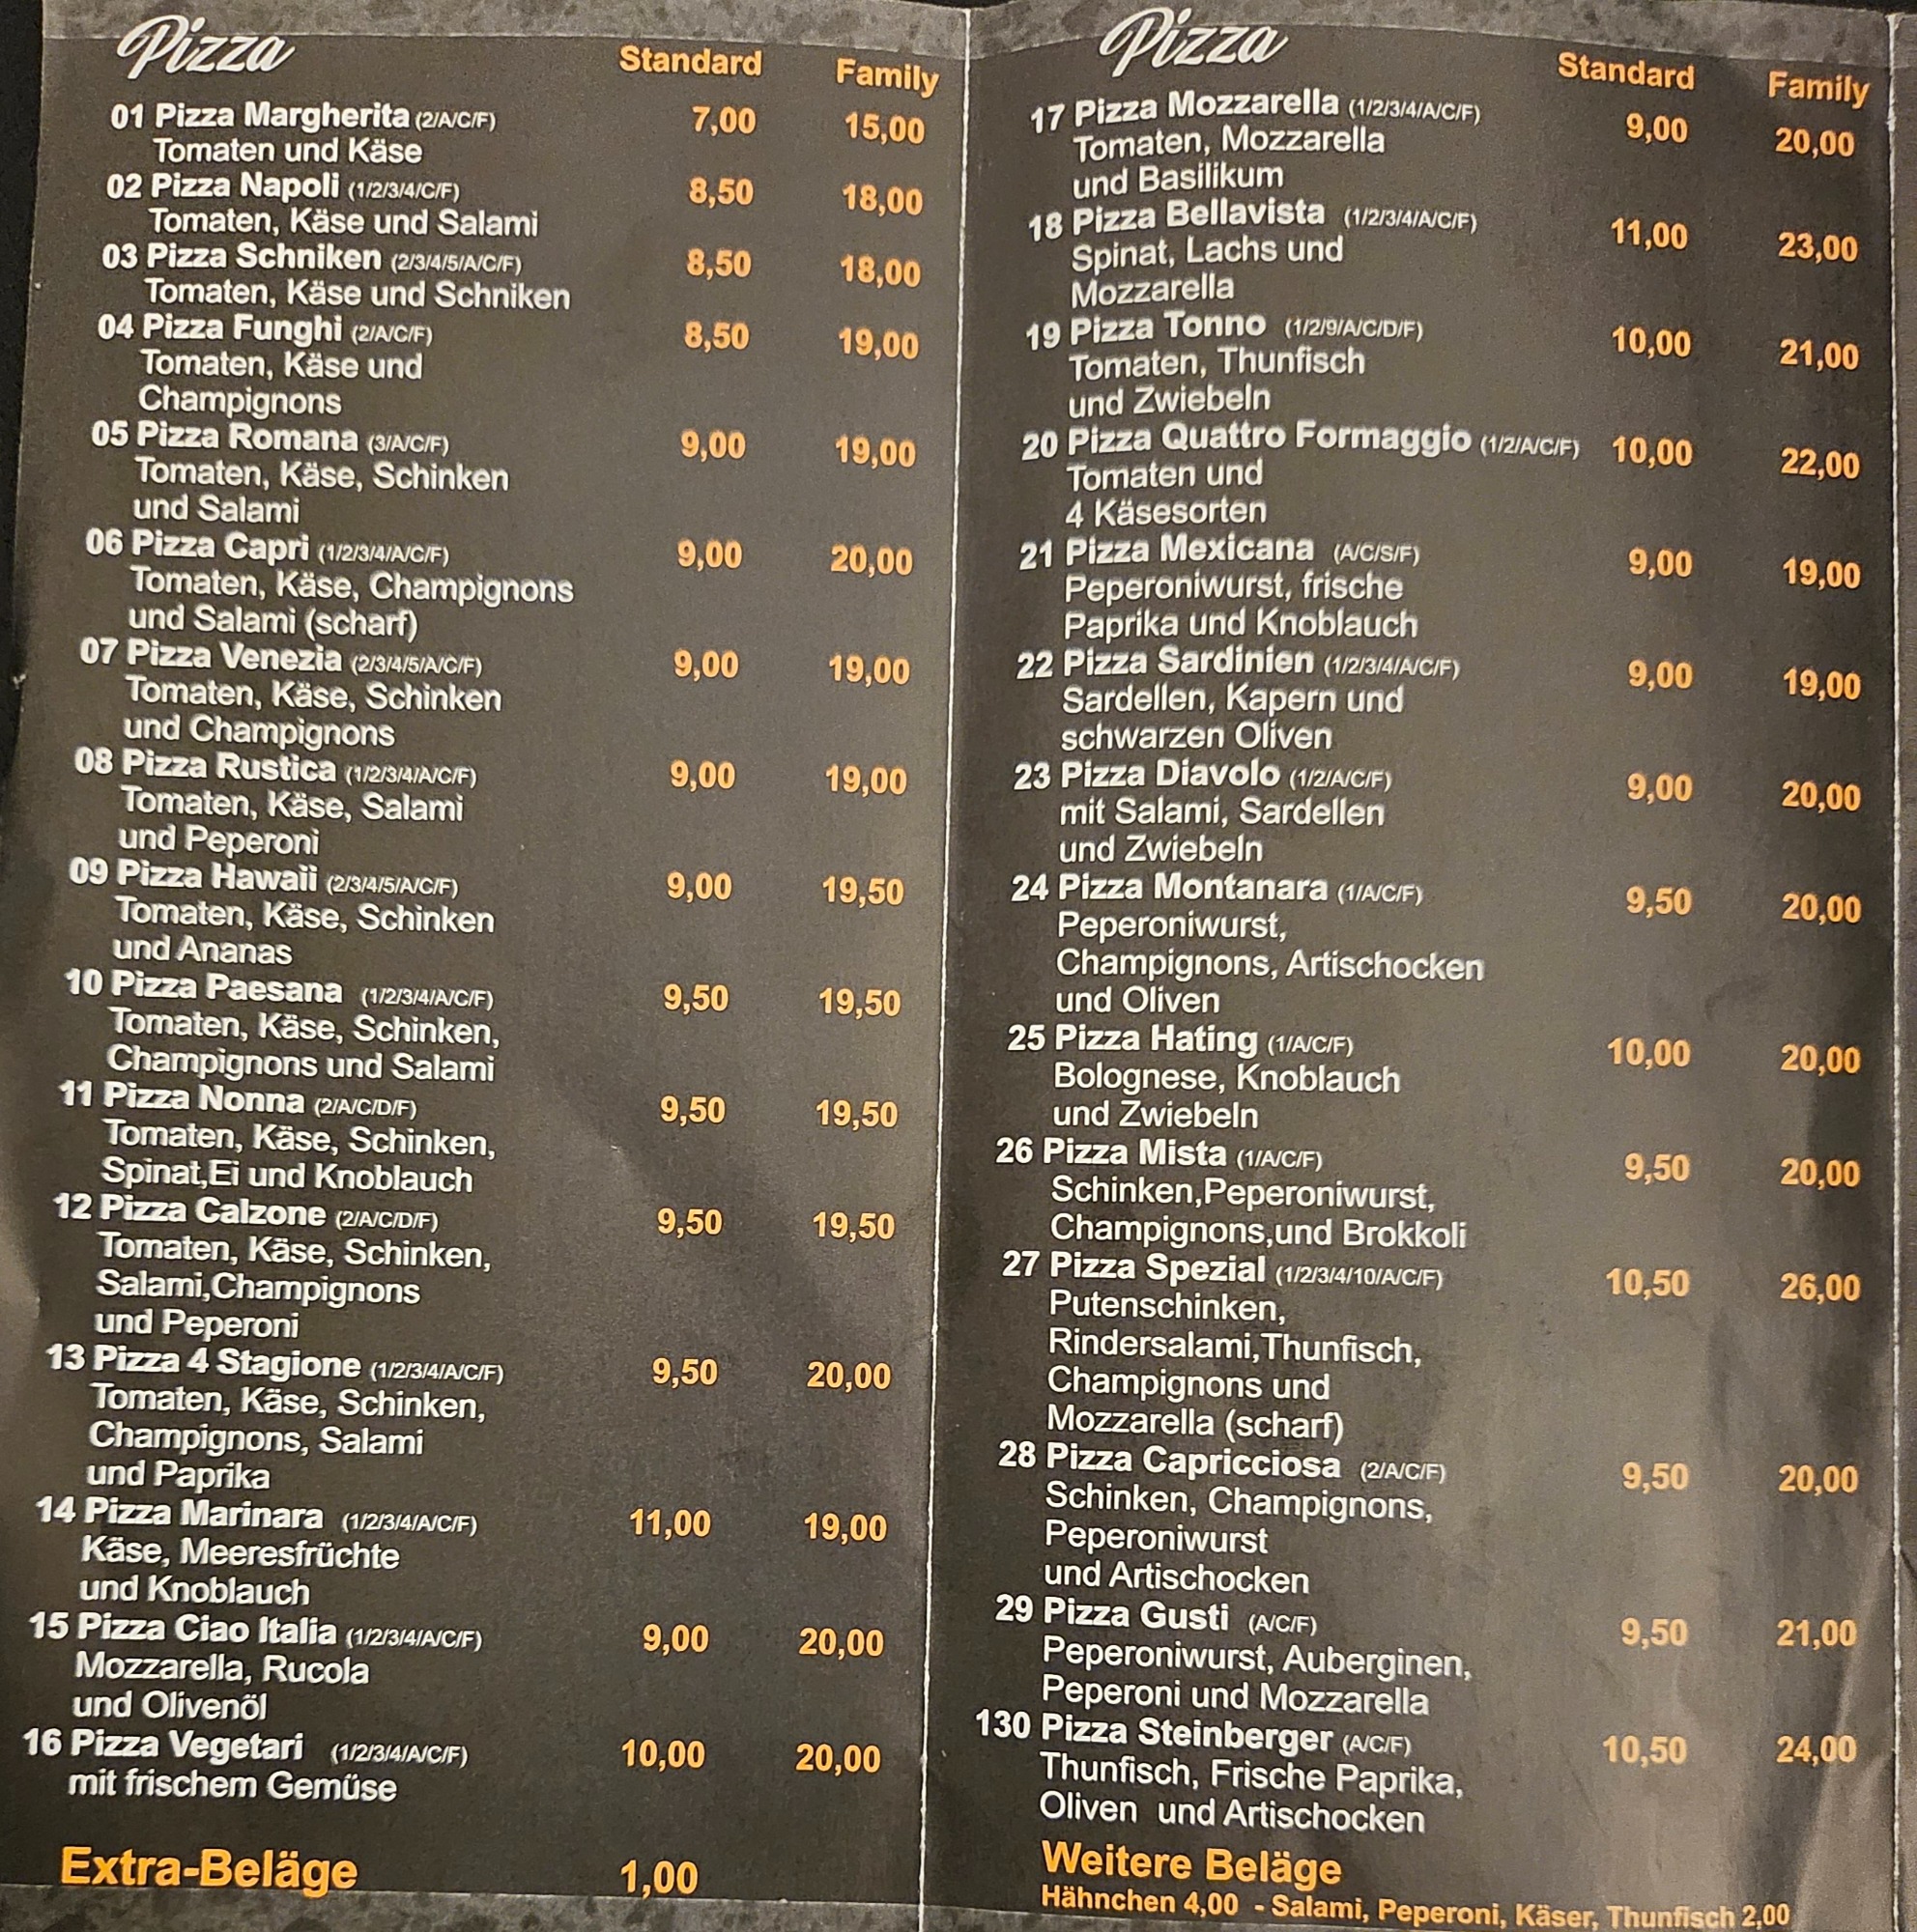 Pizza
Standard Family
01 Pizza Margherita (2/A/C/F) 7,00 15,00
Tomaten und Käse
02 Pizza Napoli (1/2/3/4/C/F) 8,50 18,00
Tomaten, Käse und Salami
03 Pizza Schniken (2/3/4/5/A/C/F) 8,50 18,00
Tomaten, Käse und Schniken
04 Pizza Funghi (2/A/C/F) 8,50 19,00
Tomaten, Käse und
Champignons
05 Pizza Romana (3/A/C/F) 9,00 19,00
Tomaten, Käse, Schinken
und Salami
06 Pizza Capri (1/2/3/4/A/C/F) 9,00 20,00
Tomaten, Käse, Champignons
und Salami (scharf)
07 Pizza Venezia (2/3/4/5/A/C/F) 9,00 19,00
Tomaten, Käse, Schinken
und Champignons
08 Pizza Rustica (1/2/3/4/A/C/F) 9,00 19,00
Tomaten, Käse, Salami
und Peperoni
09 Pizza Hawaii (2/3/4/5/A/C/F) 9,00 19,50
Tomaten, Käse, Schinken
und Ananas
10 Pizza Paesana (1/2/3/4/A/C/F) 9,50 19,50
Tomaten, Käse, Schinken,
Champignons und Salami
11 Pizza Nonna (2/A/C/D/F) 9,50 19,50
Tomaten, Käse, Schinken,
Spinat,Ei und Knoblauch
12 Pizza Calzone (2/A/C/D/F) 9,50 19,50
Tomaten, Käse, Schinken,
Salami,Champignons
und Peperoni
13 Pizza 4 Stagione (1/2/3/4/A/C/F) 9,50 20,00
Tomaten, Käse, Schinken,
Champignons, Salami
und Paprika
14 Pizza Marinara (1/2/3/4/A/C/F) 11,00 19,00
Käse, Meeresfrüchte
und Knoblauch
15 Pizza Ciao Italia (1/2/3/4/A/C/F) 9,00 20,00
Mozzarella, Rucola
und Olivenöl
16 Pizza Vegetari (1/2/3/4/A/C/F) 10,00 20,00
mit frischem Gemüse
Extra-Beläge 1,00
Pizza
Standard Family
17 Pizza Mozzarella (1/2/3/4/A/C/F) 9,00 20,00
Tomaten, Mozzarella
und Basilikum
18 Pizza Bellavista (1/2/3/4/A/C/F) 11,00 23,00
Spinat, Lachs und
Mozzarella
19 Pizza Tonno (1/2/9/A/C/D/F) 10,00 21,00
Tomaten, Thunfisch
und Zwiebeln
20 Pizza Quattro Formaggio (1/2/A/C/F) 10,00 22,00
Tomaten und
4 Käsesorten
21 Pizza Mexicana (A/C/S/F) 9,00 19,00
Peperoniwurst, frische
Paprika und Knoblauch
22 Pizza Sardinien (1/2/3/4/A/C/F) 9,00 19,00
Sardellen, Kapern und
schwarzen Oliven
23 Pizza Diavolo (1/2/A/C/F) 9,00 20,00
mit Salami, Sardellen
und Zwiebeln
24 Pizza Montanara (1/A/C/F) 9,50 20,00
Peperoniwurst,
Champignons, Artischocken
und Oliven
25 Pizza Hating (1/A/C/F) 10,00 20,00
Bolognese, Knoblauch
und Zwiebeln
26 Pizza Mista (1/A/C/F) 9,50 20,00
Schinken,Peperoniwurst,
Champignons,und Brokkoli
27 Pizza Spezial (1/2/3/4/10/A/C/F) 10,50 26,00
Putenschinken,
Rindersalami,Thunfisch,
Champignons und
Mozzarella (scharf)
28 Pizza Capricciosa (2/A/C/F) 9,50 20,00
Schinken, Champignons,
Peperoniwurst
und Artischocken
29 Pizza Gusti (A/C/F) 9,50 21,00
Peperoniwurst, Auberginen,
Peperoni und Mozzarella
130 Pizza Steinberger (A/C/F) 10,50 24,00
Thunfisch, Frische Paprika,
Oliven und Artischocken
Weitere Beläge
Hähnchen 4,00 - Salami, Peperoni, Käser, Thunfisch 2,00